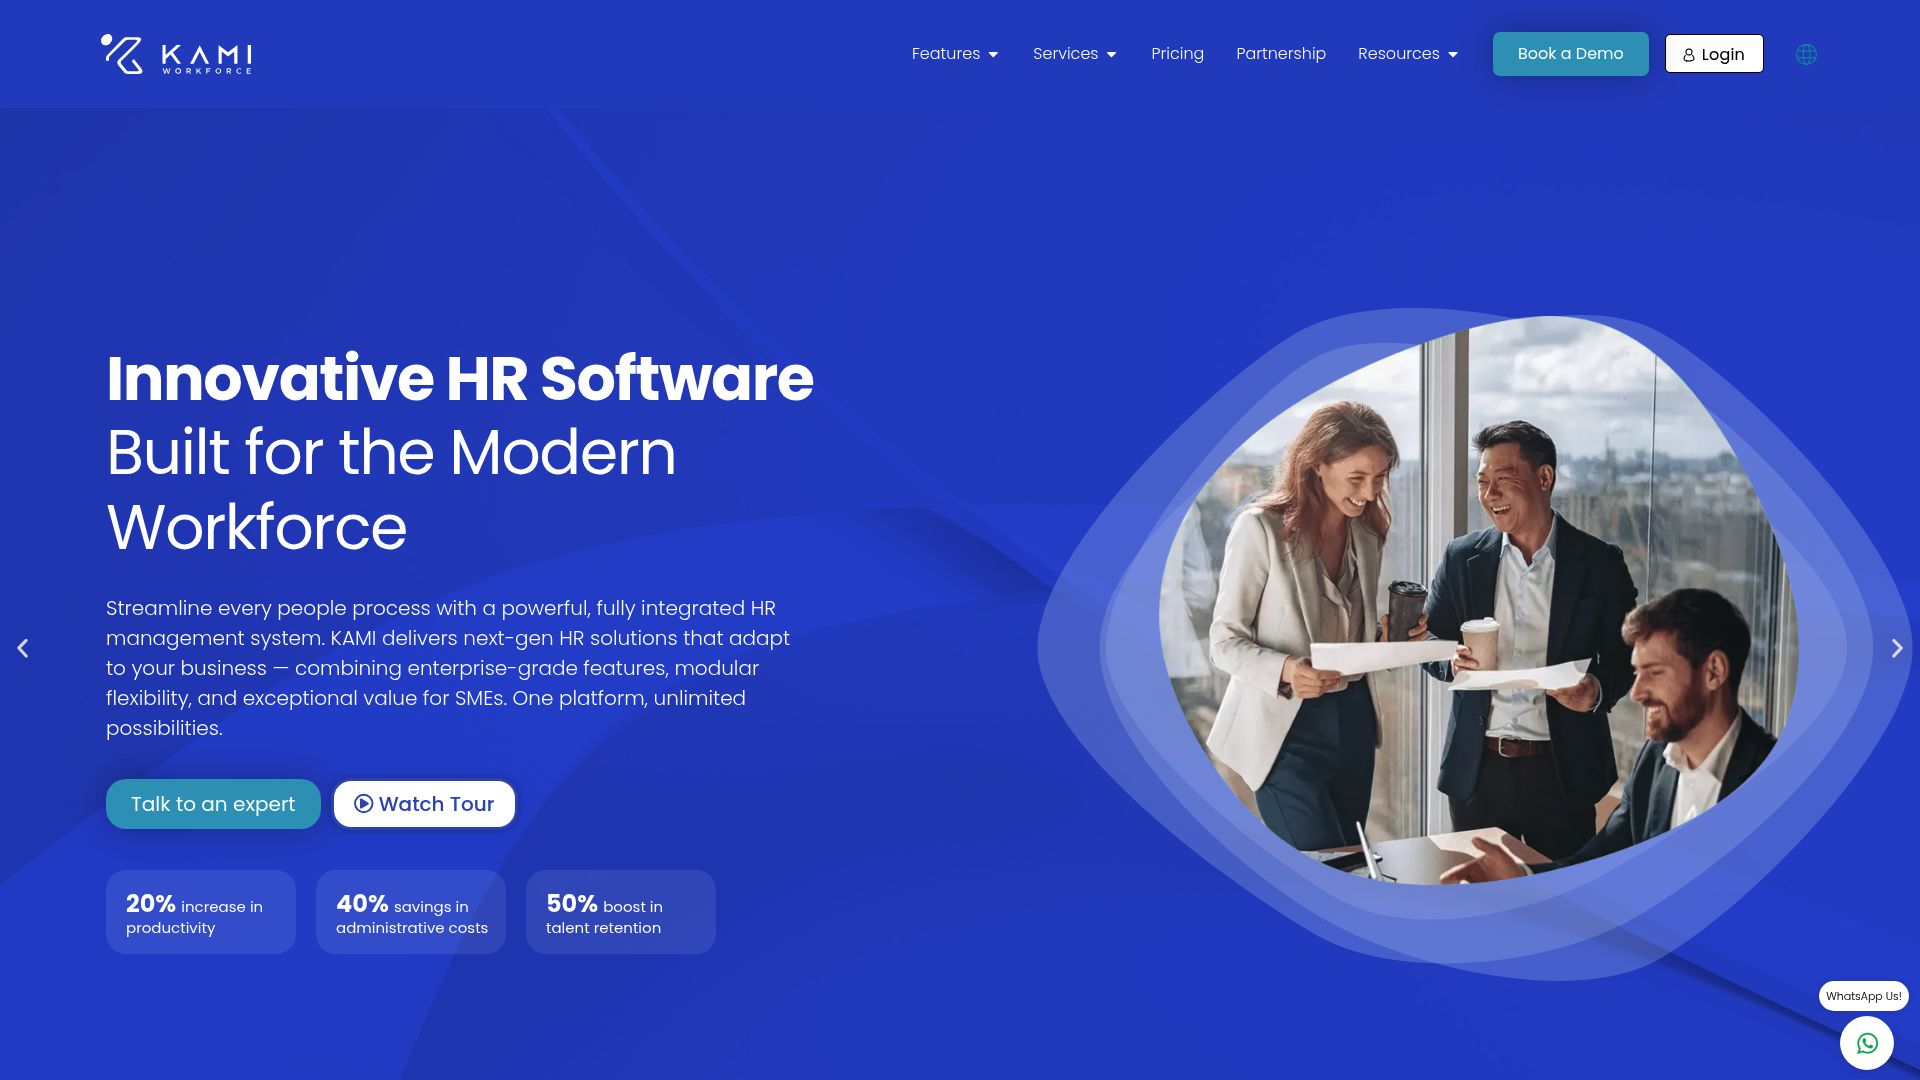 KAMI
WORKFORCE
Features
Services
Pricing
Partnership
Resources
Book a Demo
Login
Innovative HR Software
Built for the Modern
Workforce
Streamline every people process with a powerful, fully integrated HR
management system. KAMI delivers next-gen HR solutions that adapt
to your business — combining enterprise-grade features, modular
flexibility, and exceptional value for SMEs. One platform, unlimited
possibilities.
Talk to an expert
Watch Tour
20% increase in
productivity
40% savings in
administrative costs
50% boost in
talent retention
WhatsApp Us!